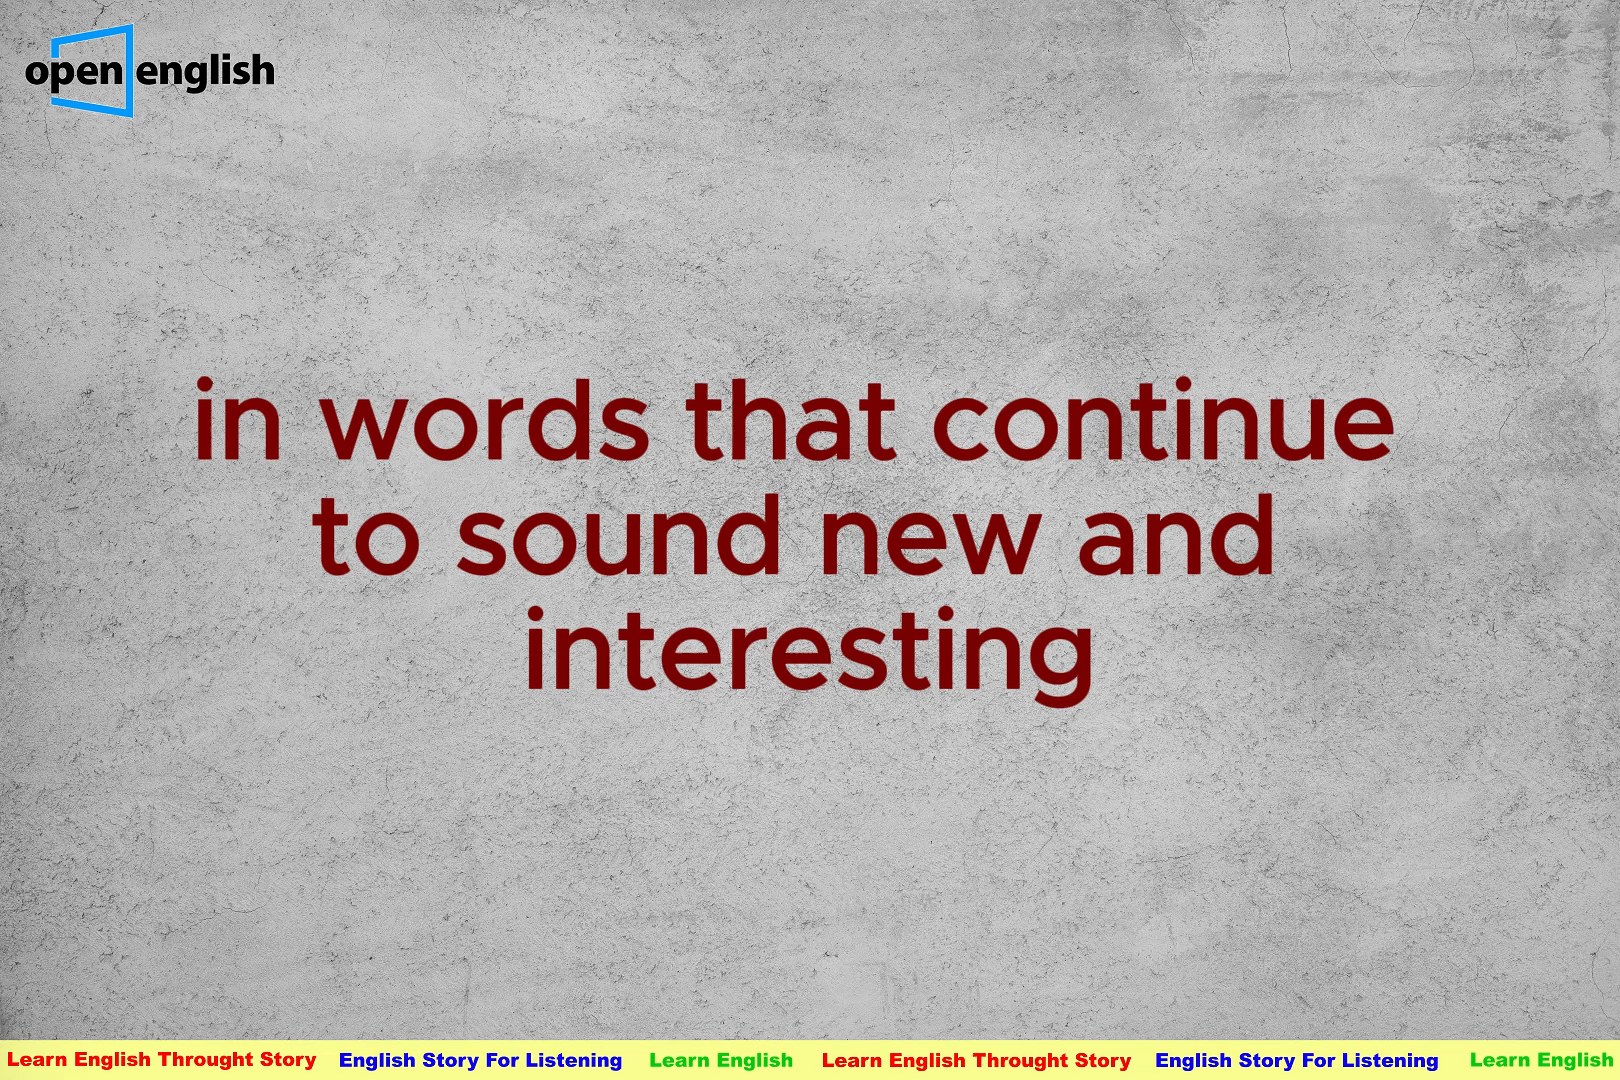 open english
in words that continue
to sound new and
interesting
Learn English Throught Story English Story For Listening Learn English Learn English Throught Story English Story For Listening Learn English